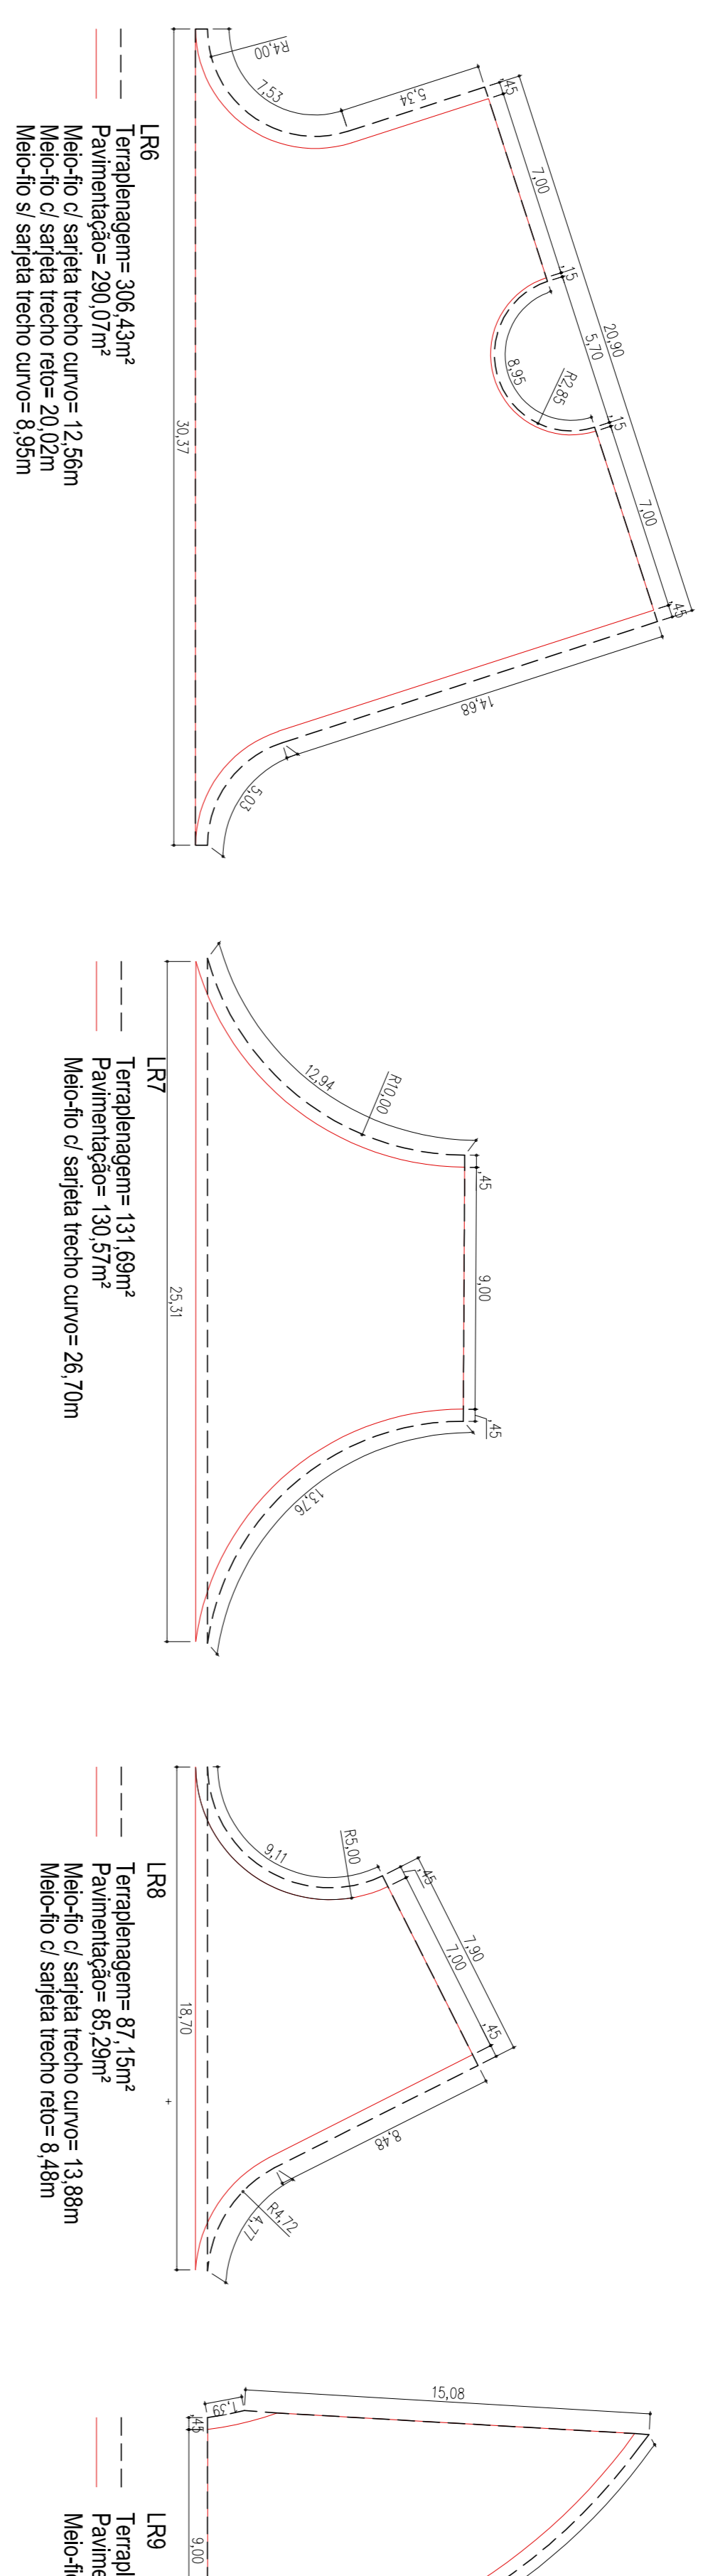 R4,00
7,53
5,34
,45
7,00
,15
20,90
5,70
8,95
R2,85
,15
7,00
,45
14,68
5,03
30,37
LR6
Terraplenagem= 306,43m²
Pavimentação= 290,07m²
Meio-fio c/ sarjeta trecho curvo= 12,56m
Meio-fio c/ sarjeta trecho reto= 20,02m
Meio-fio s/ sarjeta trecho curvo= 8,95m
12,94
R10,00
,45
9,00
,45
13,76
25,31
LR7
Terraplenagem= 131,69m²
Pavimentação= 130,57m²
Meio-fio c/ sarjeta trecho curvo= 26,70m
9,11
R5,00
,45
7,90
7,00
,45
8,48
R4,72
4,77
18,70
LR8
Terraplenagem= 87,15m²
Pavimentação= 85,29m²
Meio-fio c/ sarjeta trecho curvo= 13,88m
Meio-fio c/ sarjeta trecho reto= 8,48m
15,08
1,39
,45
9,00
LR9
Terrapl
Pavime
Meio-fi